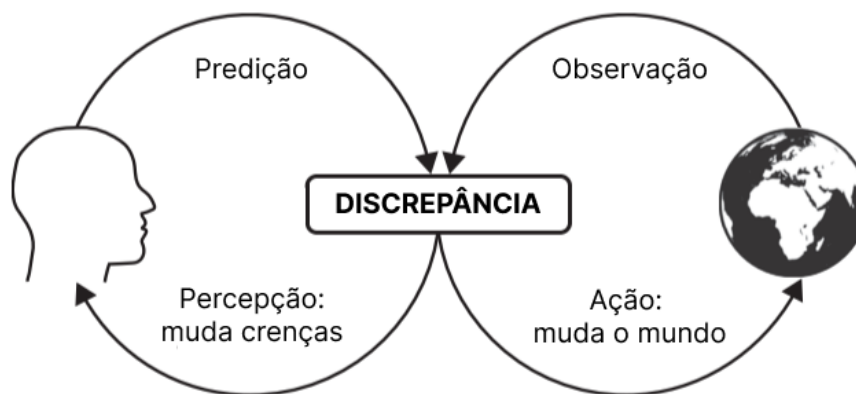 Predição
Observação
DISCREPÂNCIA
Percepção:
muda crenças
Ação:
muda o mundo